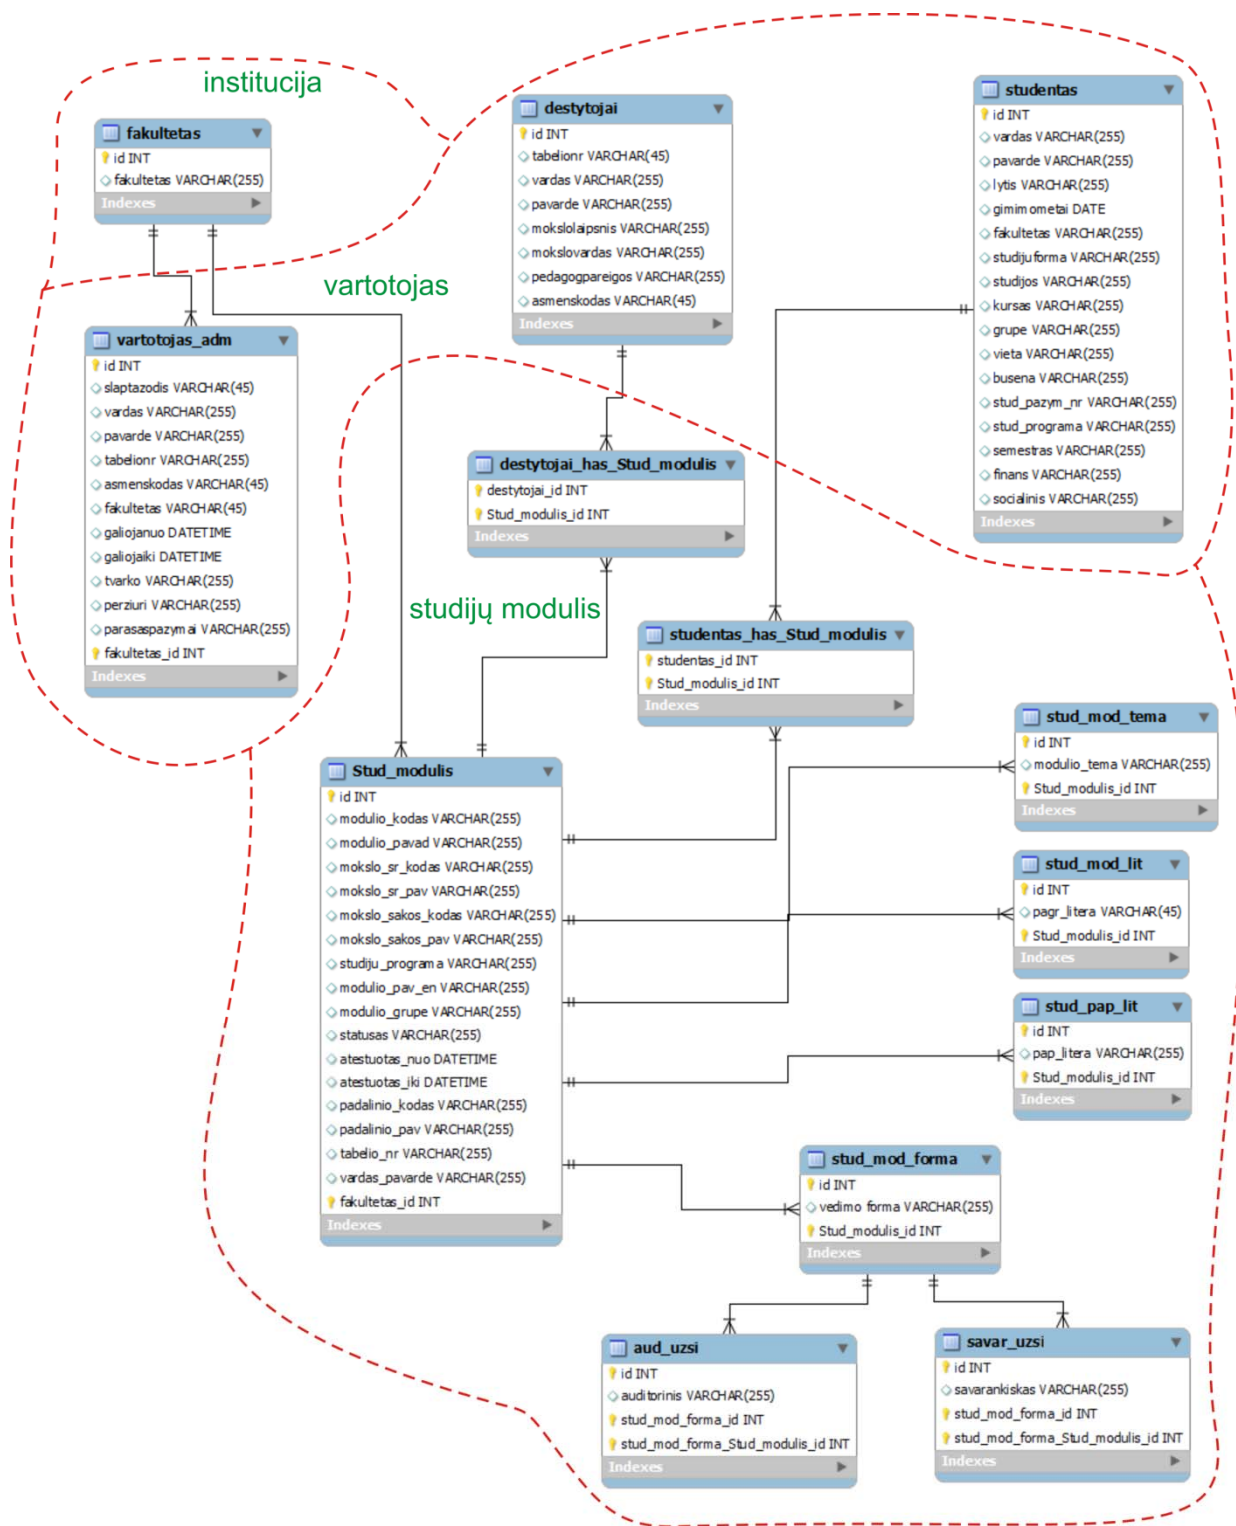 institucija
fakultetas
id INT
fakultetas VARCHAR(255)
Indexes
destytojai
id INT
tabelionr VARCHAR(45)
vardas VARCHAR(255)
pavarde VARCHAR(255)
mokslolaipsnis VARCHAR(255)
mokslovardas VARCHAR(255)
pedagogpareigos VARCHAR(255)
asmenskodas VARCHAR(45)
Indexes
studentas
id INT
vardas VARCHAR(255)
pavarde VARCHAR(255)
lytis VARCHAR(255)
gimimometai DATE
fakultetas VARCHAR(255)
studijuforma VARCHAR(255)
studijos VARCHAR(255)
kursas VARCHAR(255)
grupe VARCHAR(255)
vieta VARCHAR(255)
busena VARCHAR(255)
stud_pazym_nr VARCHAR(255)
stud_programa VARCHAR(255)
semestras VARCHAR(255)
finans VARCHAR(255)
socialinis VARCHAR(255)
Indexes
vartotojas
vartotojas_adm
id INT
slaptazodis VARCHAR(45)
vardas VARCHAR(255)
pavarde VARCHAR(255)
tabelionr VARCHAR(255)
asmenskodas VARCHAR(45)
fakultetas VARCHAR(45)
galiojanuo DATETIME
galiojaiki DATETIME
tvarko VARCHAR(255)
perziuri VARCHAR(255)
parasaspazymai VARCHAR(255)
fakultetas_id INT
Indexes
destytojai_has_Stud_modulis
destytojai_id INT
Stud_modulis_id INT
Indexes
studijų modulis
studentas_has_Stud_modulis
studentas_id INT
Stud_modulis_id INT
Indexes
Stud_modulis
id INT
modulio_kodas VARCHAR(255)
modulio_pavad VARCHAR(255)
mokslo_sr_kodas VARCHAR(255)
mokslo_sr_pav VARCHAR(255)
mokslo_sakos_kodas VARCHAR(255)
mokslo_sakos_pav VARCHAR(255)
studiju_programa VARCHAR(255)
modulio_pav_en VARCHAR(255)
modulio_grupe VARCHAR(255)
statusas VARCHAR(255)
atestuotas_nuo DATETIME
atestuotas_iki DATETIME
padalinio_kodas VARCHAR(255)
padalinio_pav VARCHAR(255)
tabelio_nr VARCHAR(255)
vardas_pavarde VARCHAR(255)
fakultetas_id INT
Indexes
stud_mod_tema
id INT
modulio_tema VARCHAR(255)
Stud_modulis_id INT
Indexes
stud_mod_lit
id INT
pagr_litera VARCHAR(45)
Stud_modulis_id INT
Indexes
stud_pap_lit
id INT
pap_litera VARCHAR(255)
Stud_modulis_id INT
Indexes
stud_mod_forma
id INT
vedimo forma VARCHAR(255)
Stud_modulis_id INT
Indexes
aud_uzsi
id INT
auditorinis VARCHAR(255)
stud_mod_forma_id INT
stud_mod_forma_Stud_modulis_id INT
Indexes
savar_uzsi
id INT
savarankiskas VARCHAR(255)
stud_mod_forma_id INT
stud_mod_forma_Stud_modulis_id INT
Indexes